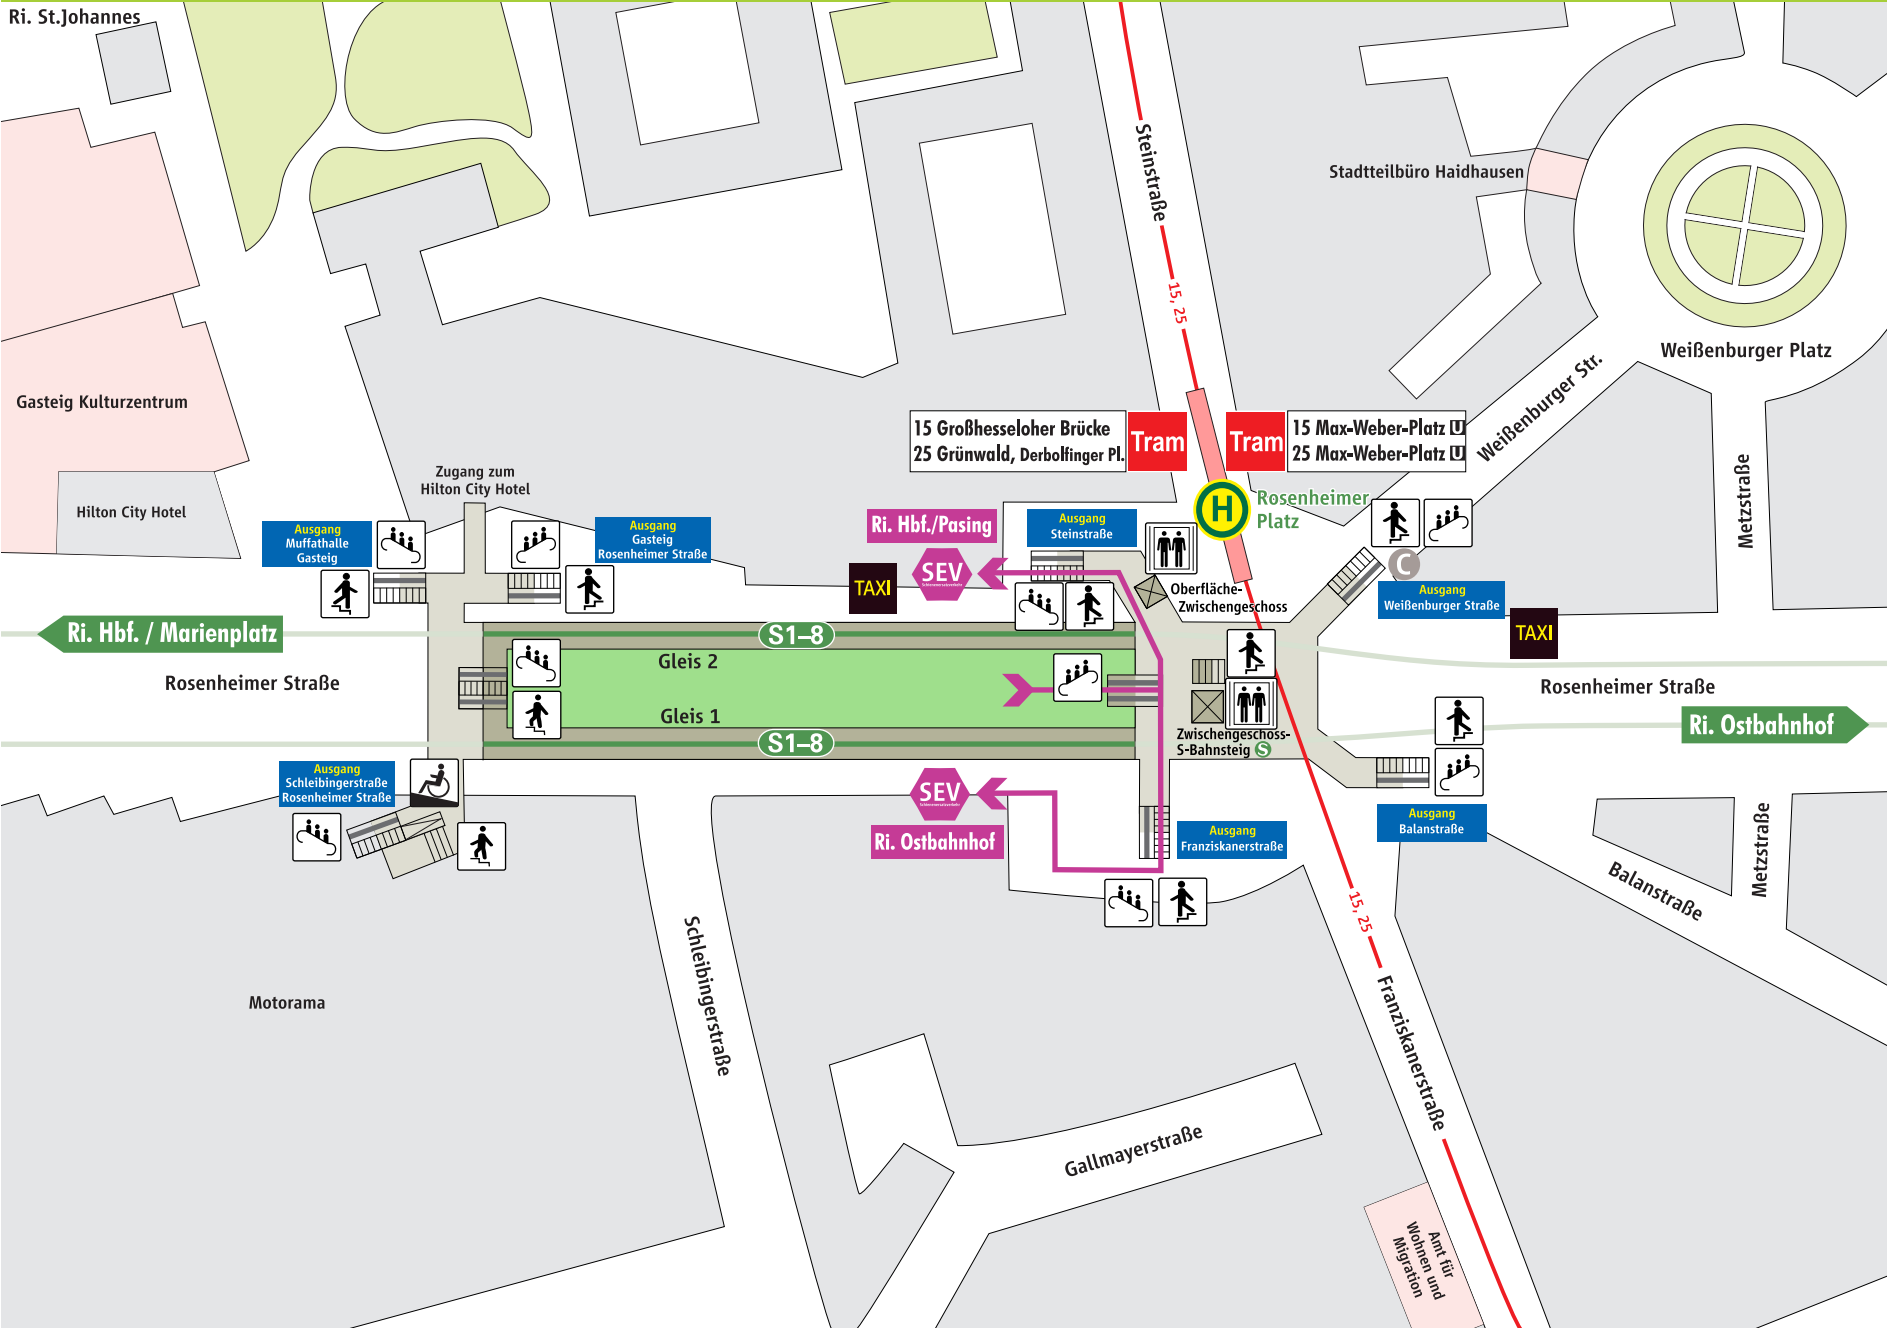 Ri. St.Johannes
Steinstraße
15, 25
Stadtteilbüro Haidhausen
Weißenburger Platz
Weißenburger Str.
Metzstraße
Gasteig Kulturzentrum
Hilton City Hotel
Zugang zum
Hilton City Hotel
15 Großhesseloher Brücke
25 Grünwald, Derbolfinger Pl.
Tram
Tram
15 Max-Weber-Platz U
25 Max-Weber-Platz U
H
Rosenheimer
Platz
Ausgang
Muffathalle
Gasteig
Ausgang
Gasteig
Rosenheimer Straße
Ri. Hbf./Pasing
SEV
TAXI
Ausgang
Steinstraße
Oberfläche-
Zwischengeschoss
C
Ausgang
Weißenburger Straße
TAXI
Ri. Hbf. / Marienplatz
S1–8
Gleis 2
Rosenheimer Straße
Gleis 1
S1–8
Zwischengeschoss-
S-Bahnsteig S
Rosenheimer Straße
Ri. Ostbahnhof
Ausgang
Schleibingerstraße
Rosenheimer Straße
SEV
Ri. Ostbahnhof
Ausgang
Franziskanerstraße
Ausgang
Balanstraße
Metzstraße
Balanstraße
15, 25
Schleibingerstraße
Motorama
Franziskanerstraße
Gallmayerstraße
Amt für
Wohnen und
Migration